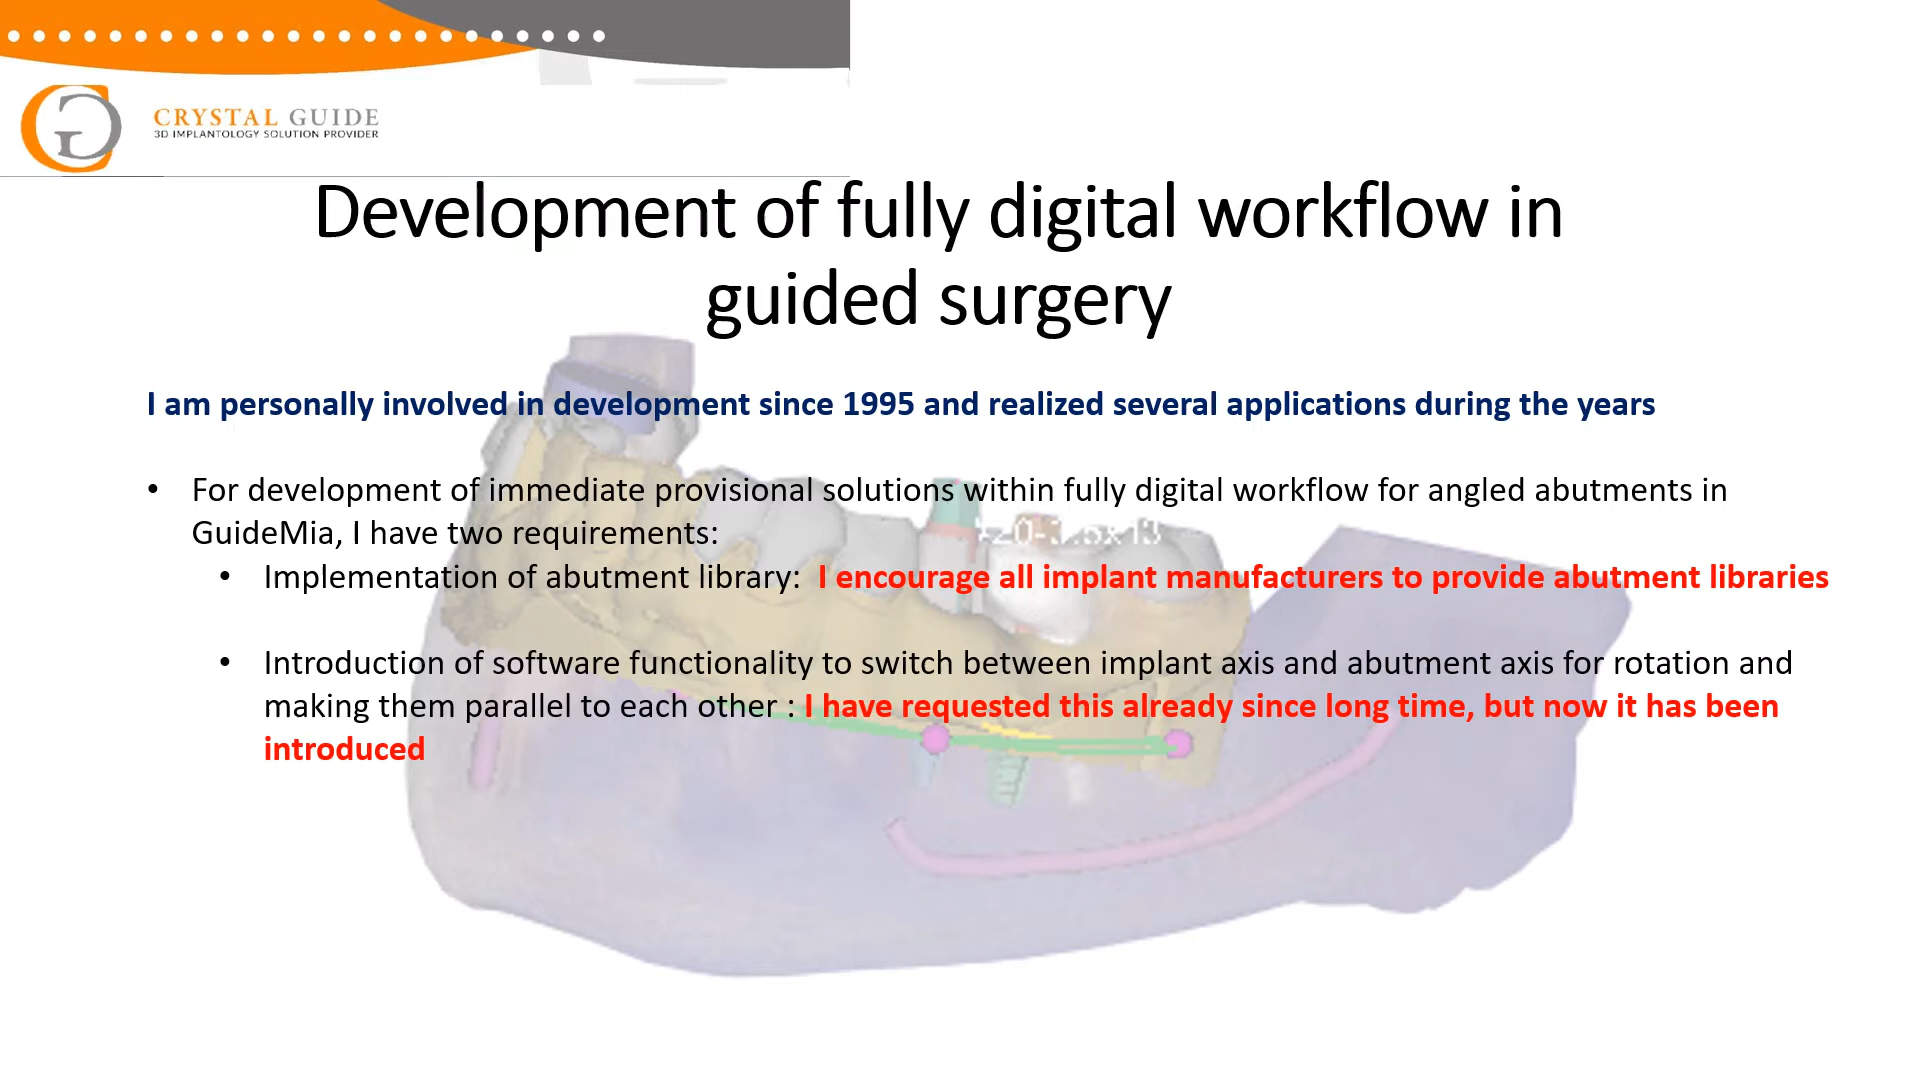 CRYSTAL GUIDE
3D IMPLANTOLOGY SOLUTION PROVIDER
Development of fully digital workflow in
guided surgery
I am personally involved in development since 1995 and realized several applications during the years
• For development of immediate provisional solutions within fully digital workflow for angled abutments in
GuideMia, I have two requirements:
• Implementation of abutment library: I encourage all implant manufacturers to provide abutment libraries
• Introduction of software functionality to switch between implant axis and abutment axis for rotation and
making them parallel to each other : I have requested this already since long time, but now it has been
introduced